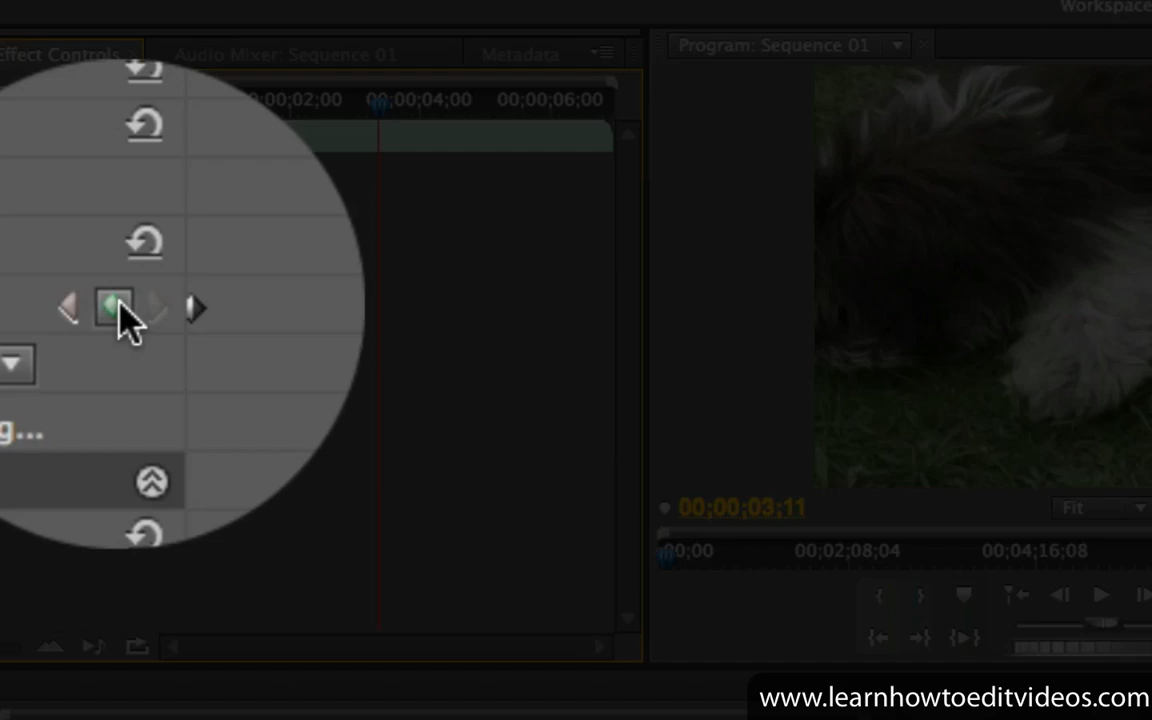 Workspace
Effect Controls
Audio Mixer: Sequence 01
Metadata
Program: Sequence 01
0;00;02;00
00;00;04;00
00;00;06;00
g...
00;00;03;11
Fit
00;00
00;02;08;04
00;04;16;08
www.learnhowtoeditvideos.com